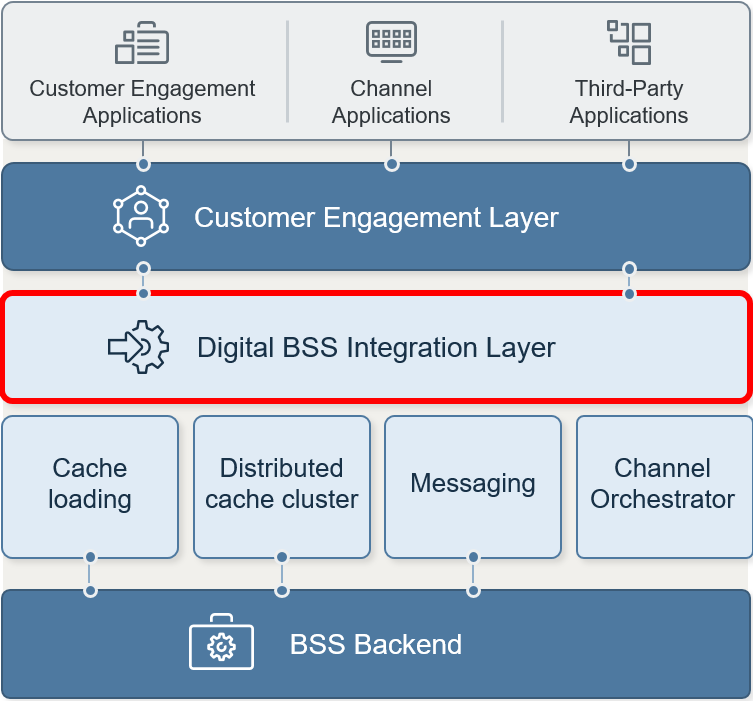 Customer Engagement
Applications
Channel
Applications
Third-Party
Applications
Customer Engagement Layer
Digital BSS Integration Layer
Cache
loading
Distributed
cache cluster
Messaging
Channel
Orchestrator
BSS Backend